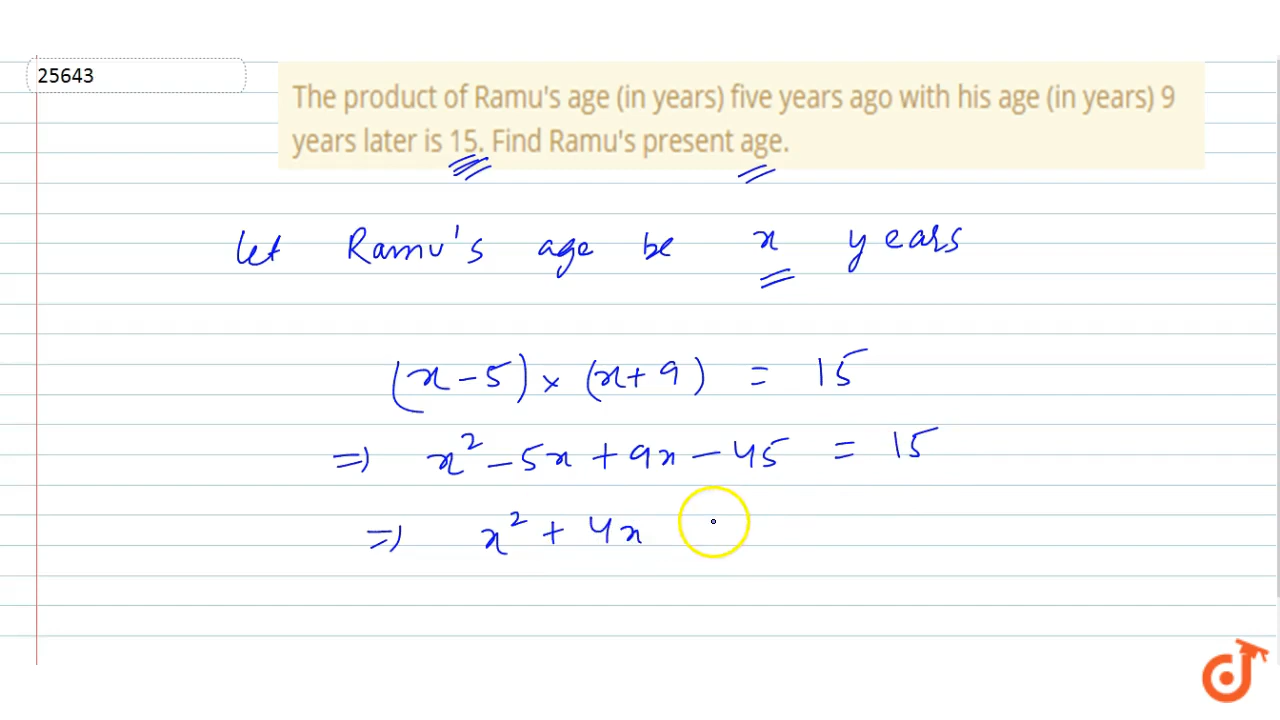 25643
The product of Ramu's age (in years) five years ago with his age (in years) 9
years later is 15. Find Ramu's present age.
let Ramu's age be x years
(x-5) × (x+9) = 15
=> x² - 5x + 9x - 45 = 15
=> x² + 4x